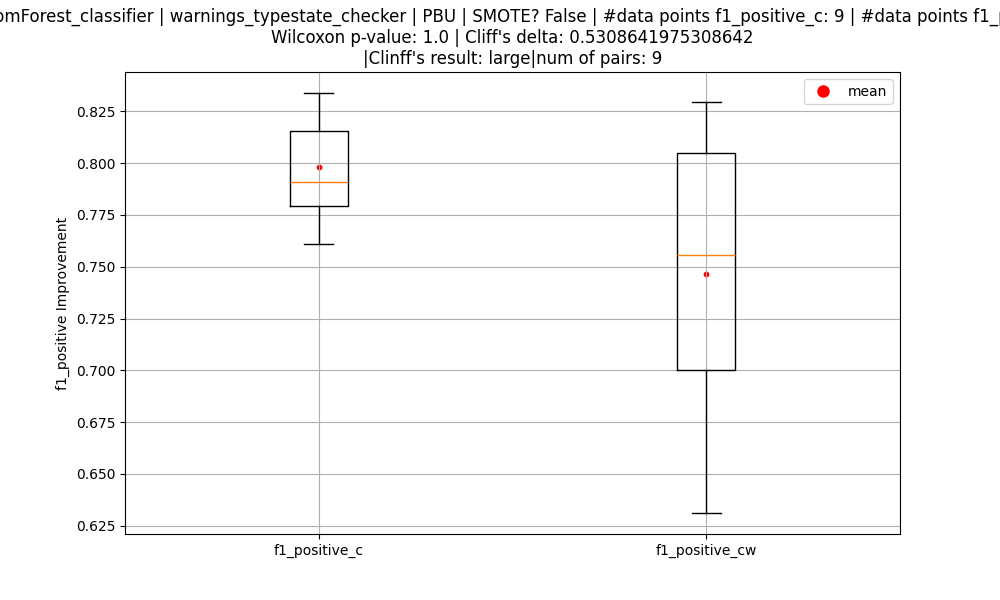 omForest_classifier | warnings_typestate_checker | PBU | SMOTE? False | #data points f1_positive_c: 9 | #data points f1_p
Wilcoxon p-value: 1.0 | Cliff's delta: 0.5308641975308642
|Clinff's result: large|num of pairs: 9
mean
0.825
0.800
0.775
0.750
0.725
0.700
0.675
0.650
0.625
f1_positive Improvement
f1_positive_c
f1_positive_cw